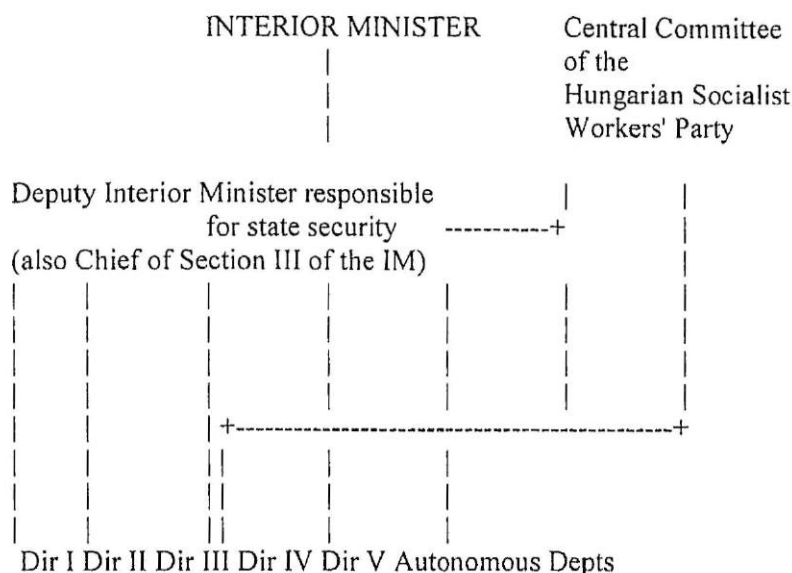 INTERIOR MINISTER Central Committee
of the
Hungarian Socialist
Workers' Party
Deputy Interior Minister responsible
for state security
(also Chief of Section III of the IM)
Dir I Dir II Dir III Dir IV Dir V Autonomous Depts